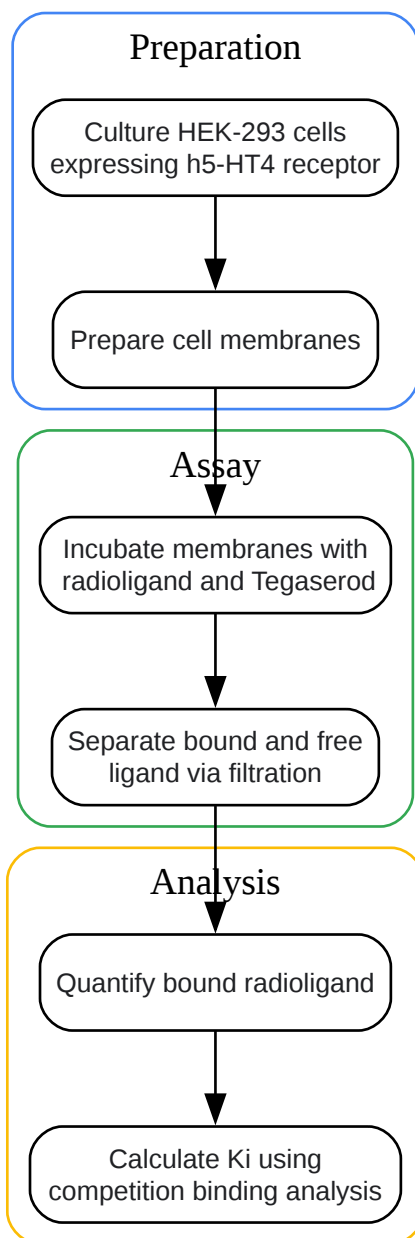 Preparation
Culture HEK-293 cells
expressing h5-HT4 receptor
Prepare cell membranes
Assay
Incubate membranes with
radioligand and Tegaserod
Separate bound and free
ligand via filtration
Analysis
Quantify bound radioligand
Calculate Ki using
competition binding analysis